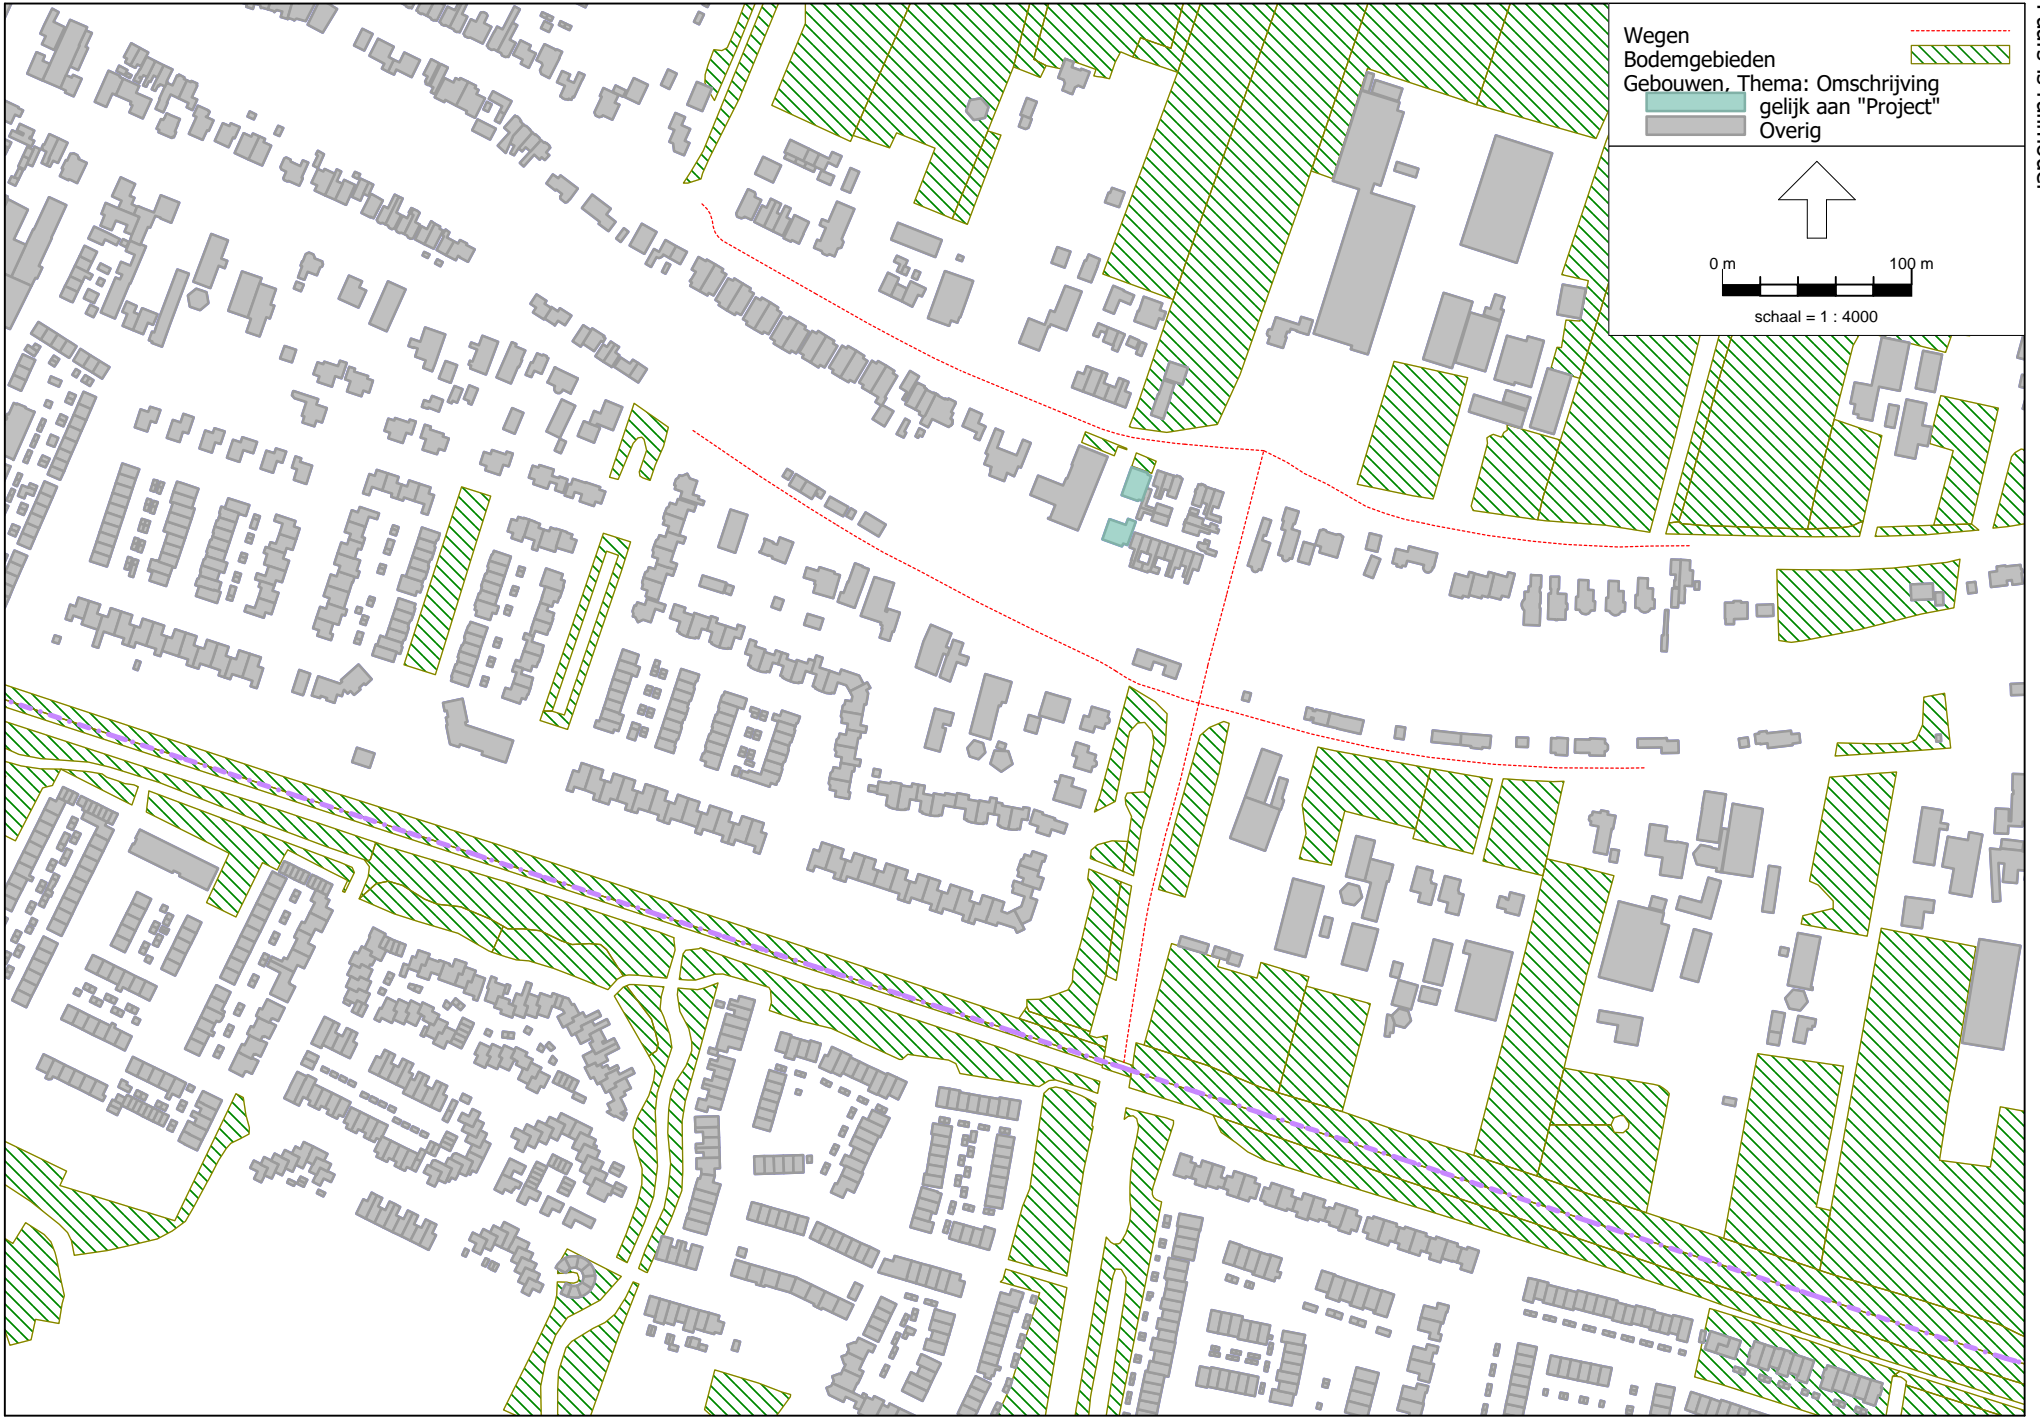 Wegen
Bodemgebieden
Gebouwen, Thema: Omschrijving
gelijk aan "Project"
Overig
0 m 100 m
schaal = 1 : 4000